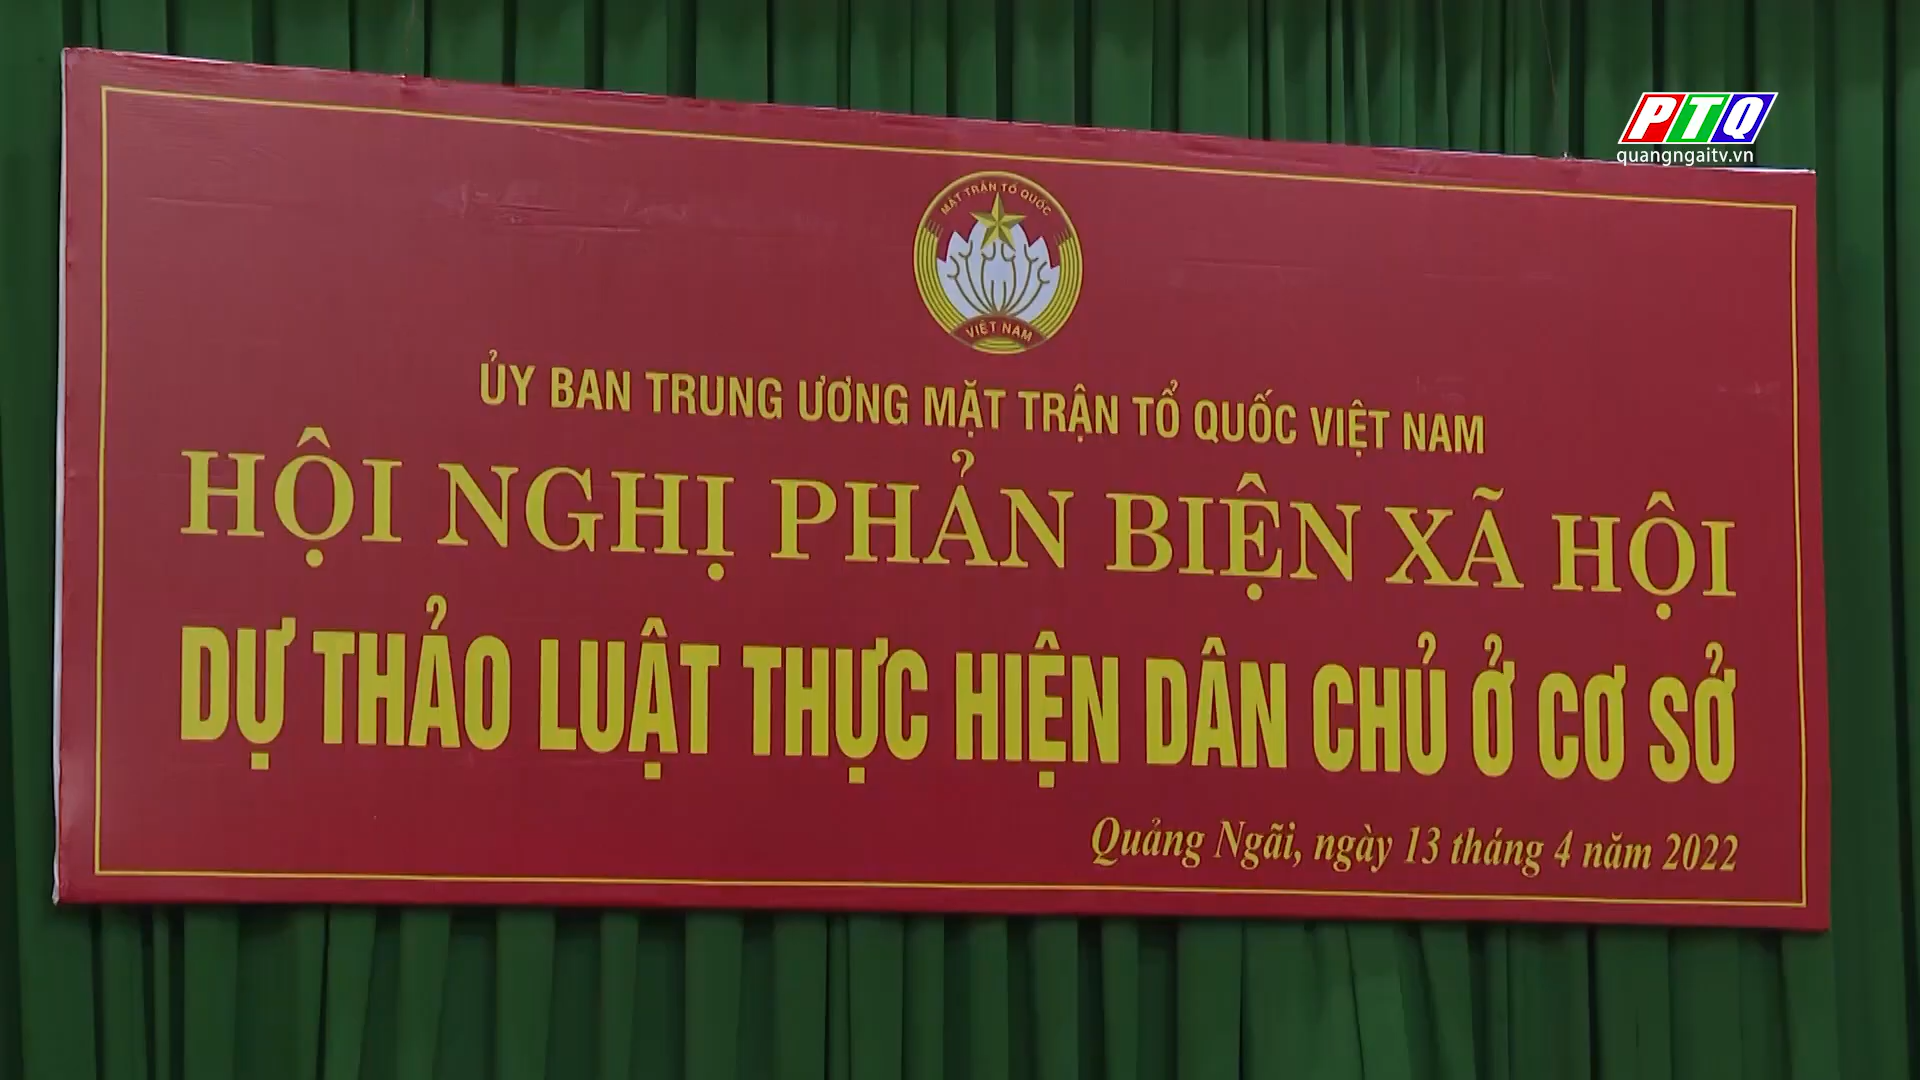 PTQ
quangngaitv.vn
MẶT TRẬN TỔ QUỐC
VIỆT NAM
ỦY BAN TRUNG ƯƠNG MẶT TRẬN TỔ QUỐC VIỆT NAM
HỘI NGHỊ PHẢN BIỆN XÃ HỘI
DỰ THẢO LUẬT THỰC HIỆN DÂN CHỦ Ở CƠ SỞ
Quảng Ngãi, ngày 13 tháng 4 năm 2022